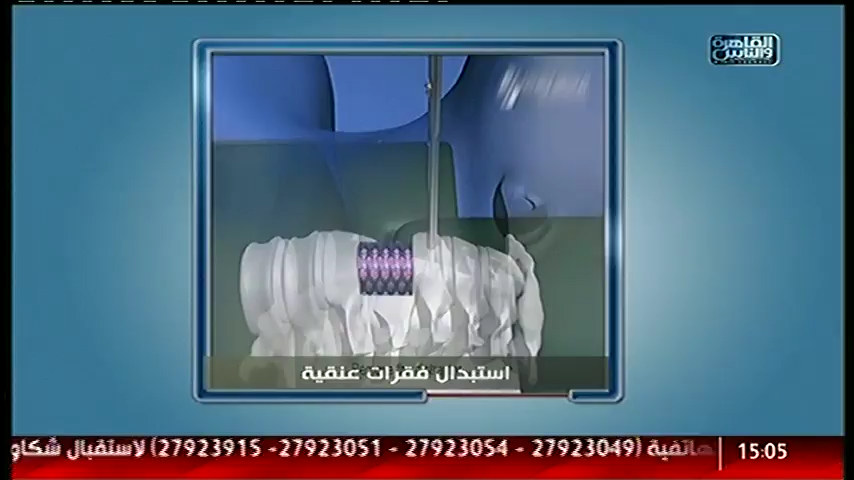 القاهرة
والناس
استبدال فقرات عنقية
هاتفية (27923049 - 27923054 - 27923051 -27923915) لاستقبال شكاو
15:05